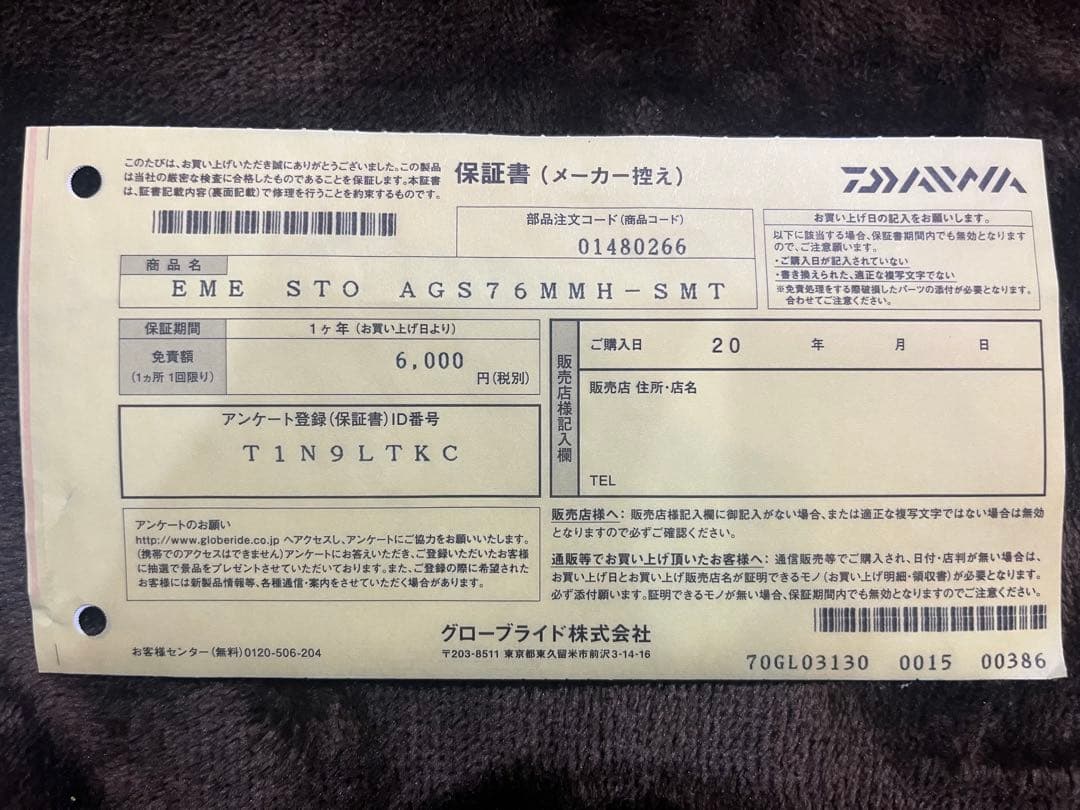 このたびは、お買い上げいただき誠にありがとうございました。この製品
は当社の厳密な検査に合格したものであることを保証します。本証書
は、証書記載内容(裏面記載)で修理を行うことを約束するものです。
保証書(メーカー控え)
DAIWA
部品注文コード(商品コード)
01480266
お買い上げ日の記入をお願いします。
以下に該当する場合、保証書期間内でも無効となります
ので、ご注意願います。
・ご購入日が記入されていない
・書き換えられた、適正な複写文字でない
※免責処理をする際破損したパーツの添付が必要となります。
合わせてご注意ください。
商品名
EME STO AGS76MMH-SMT
保証期間
1ヶ年(お買い上げ日より)
免責額
(1ヵ所1回限り)
6,000
円(税別)
販売店様記入欄
ご購入日 20 年 月 日
販売店 住所・店名
TEL
アンケート登録(保証書)ID番号
T1N9LTKC
アンケートのお願い
http://www.globeride.co.jp へアクセスし、アンケートにご協力をお願いいたします。
(携帯でのアクセスはできません)アンケートにお答えいただき、ご登録いただいたお客様
に抽選で景品をプレゼントさせていただいております。また、ご登録の際に希望された
お客様には新製品情報等、各種通信・案内をさせていただく場合があります。
販売店様へ:販売店様記入欄に御記入がない場合、または適正な複写文字ではない場合は無効
となりますので必ずご確認ください。
通販等でお買い上げ頂いたお客様へ:通信販売等でご購入され、日付・店判が無い場合は、
お買い上げ日とお買い上げ販売店名が証明できるモノ(お買い上げ明細・領収書)が必要となります。
必ず添付願います。証明できるモノが無い場合、保証期間内でも無効となりますのでご注意ください。
お客様センター(無料)0120-506-204
グローブライド株式会社
〒203-8511 東京都東久留米市前沢3-14-16
70GL03130 0015 00386